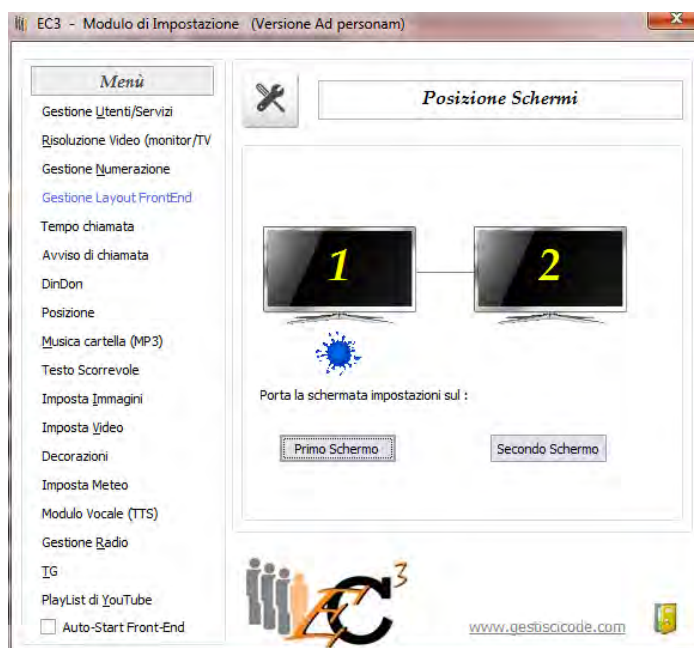 EC3 - Modulo di Impostazione (Versione Ad personam)
Menù
Gestione Utenti/Servizi
Risoluzione Video (monitor/TV
Gestione Numerazione
Gestione Layout FrontEnd
Tempo chiamata
Avviso di chiamata
DinDon
Posizione
Musica cartella (MP3)
Testo Scorrevole
Imposta Immagini
Imposta Video
Decorazioni
Imposta Meteo
Modulo Vocale (TTS)
Gestione Radio
TG
PlayList di YouTube
Auto-Start Front-End
Posizione Schermi
1
2
Porta la schermata impostazioni sul :
Primo Schermo
Secondo Schermo
EC3
www.gestiscicode.com